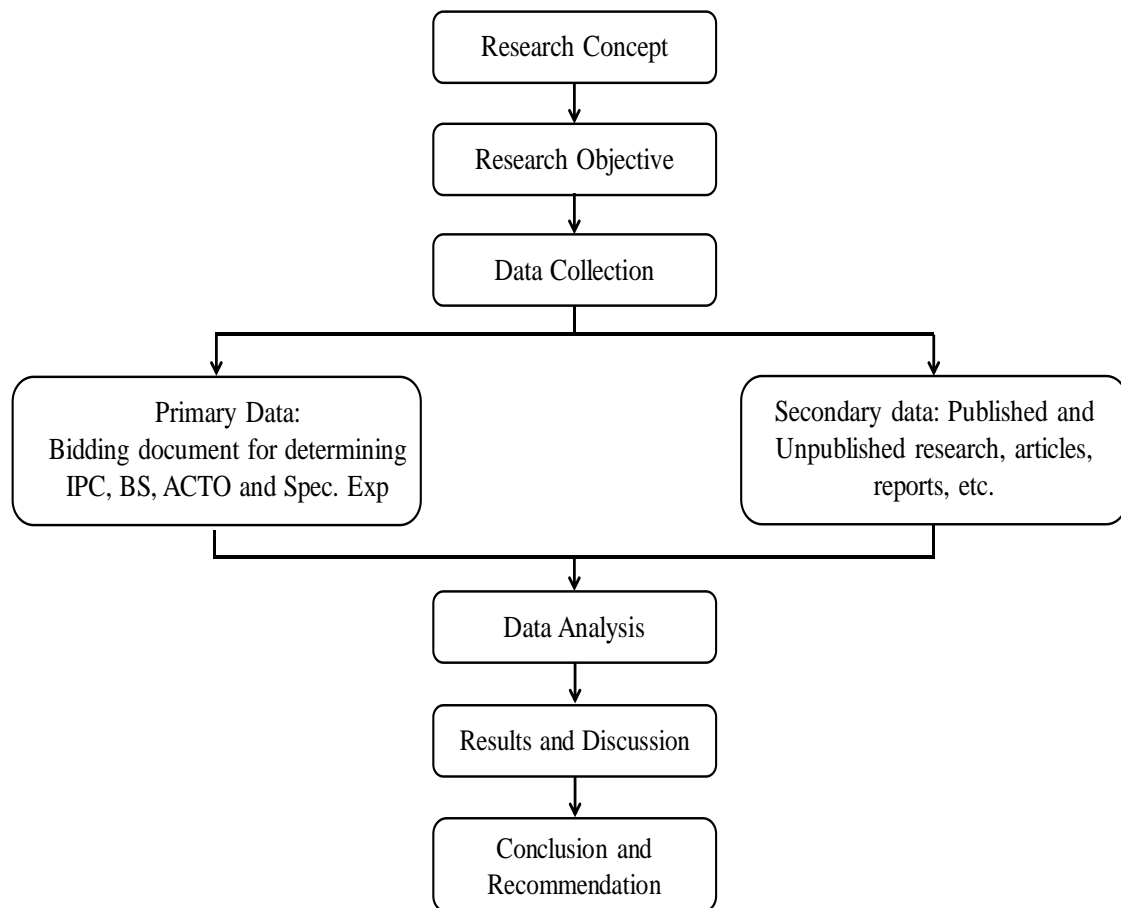 Research Concept
Research Objective
Data Collection
Primary Data:
Bidding document for determining
IPC, BS, ACTO and Spec. Exp
Secondary data: Published and
Unpublished research, articles,
reports, etc.
Data Analysis
Results and Discussion
Conclusion and
Recommendation